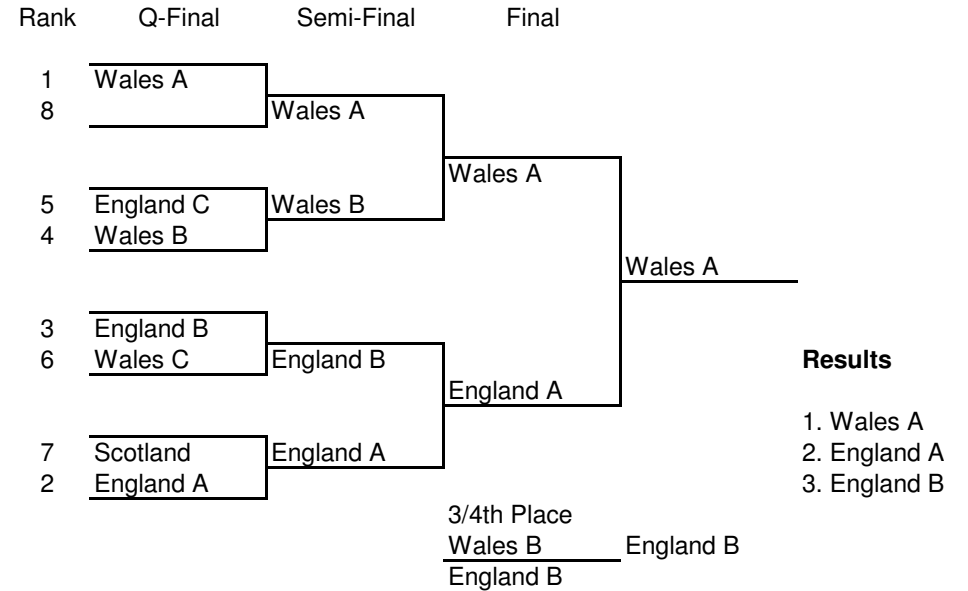 Rank Q-Final Semi-Final Final
1 Wales A
8 Wales A
Wales A
5 England C Wales B
4 Wales B
Wales A
3 England B
6 Wales C England B Results
England A
1. Wales A
7 Scotland England A 2. England A
2 England A 3. England B
3/4th Place
Wales B England B
England B